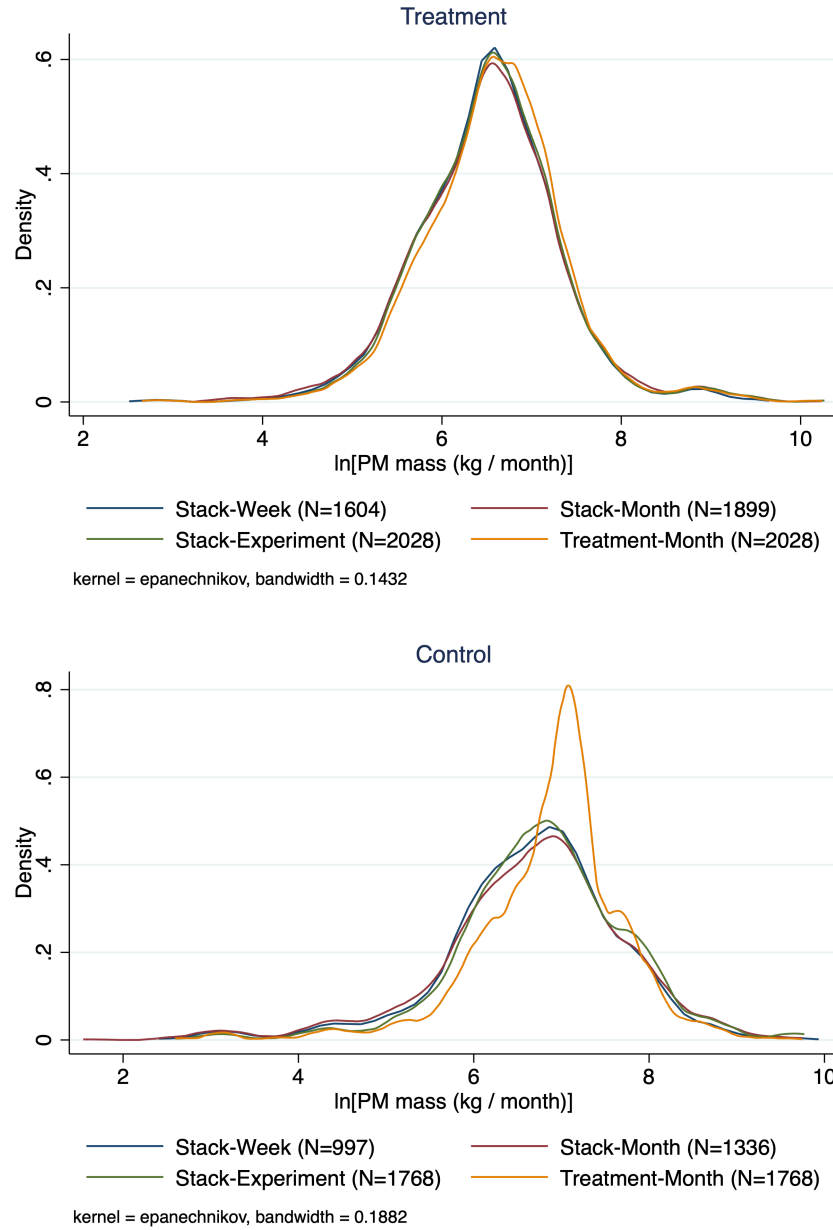 Treatment
Density
.6
.4
.2
0
2 4 6 8 10
ln[PM mass (kg / month)]
Stack-Week (N=1604) Stack-Month (N=1899)
Stack-Experiment (N=2028) Treatment-Month (N=2028)
kernel = epanechnikov, bandwidth = 0.1432
Control
Density
.8
.6
.4
.2
0
2 4 6 8 10
ln[PM mass (kg / month)]
Stack-Week (N=997) Stack-Month (N=1336)
Stack-Experiment (N=1768) Treatment-Month (N=1768)
kernel = epanechnikov, bandwidth = 0.1882